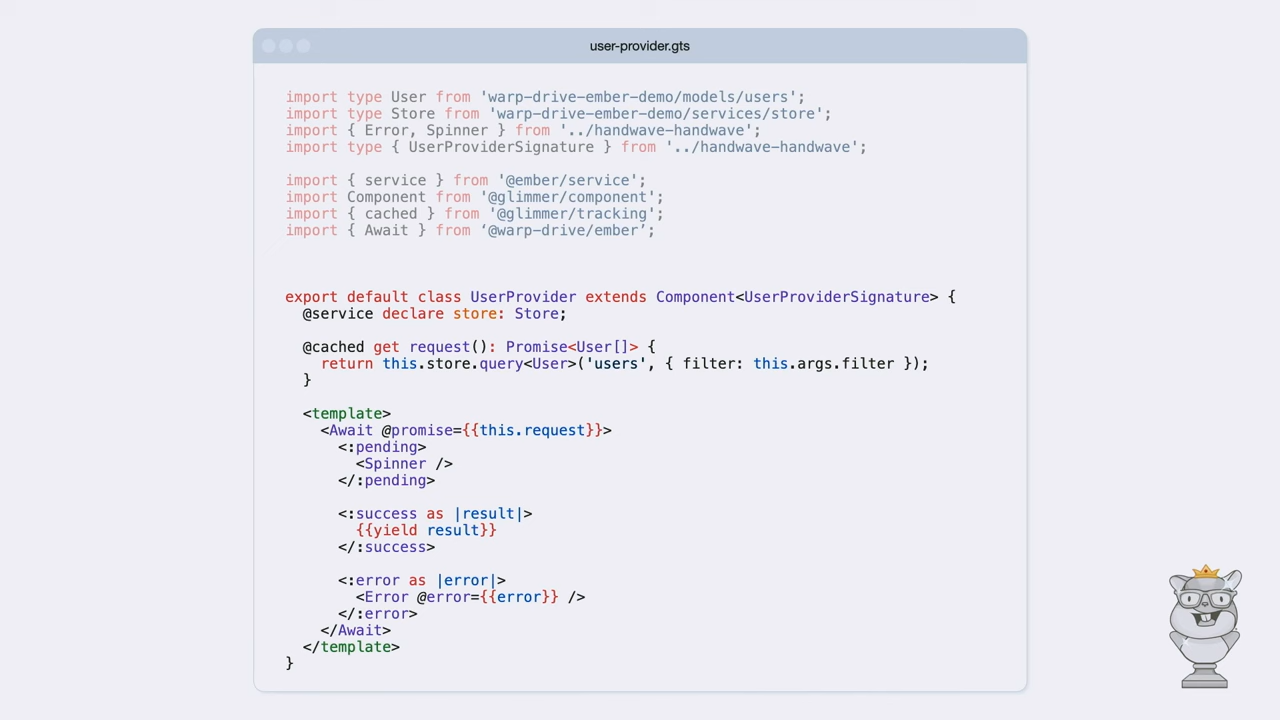 user-provider.gts
import type User from 'warp-drive-ember-demo/models/users';
import type Store from 'warp-drive-ember-demo/services/store';
import { Error, Spinner } from '../handwave-handwave';
import type { UserProviderSignature } from '../handwave-handwave';
import { service } from '@ember/service';
import Component from '@glimmer/component';
import { cached } from '@glimmer/tracking';
import { Await } from ‘@warp-drive/ember’;
export default class UserProvider extends Component<UserProviderSignature> {
@service declare store: Store;
@cached get request(): Promise<User[]> {
return this.store.query<User>('users', { filter: this.args.filter });
}
<template>
<Await @promise={{this.request}}>
<:pending>
<Spinner />
</:pending>
<:success as |result|>
{{yield result}}
</:success>
<:error as |error|>
<Error @error={{error}} />
</:error>
</Await>
</template>
}